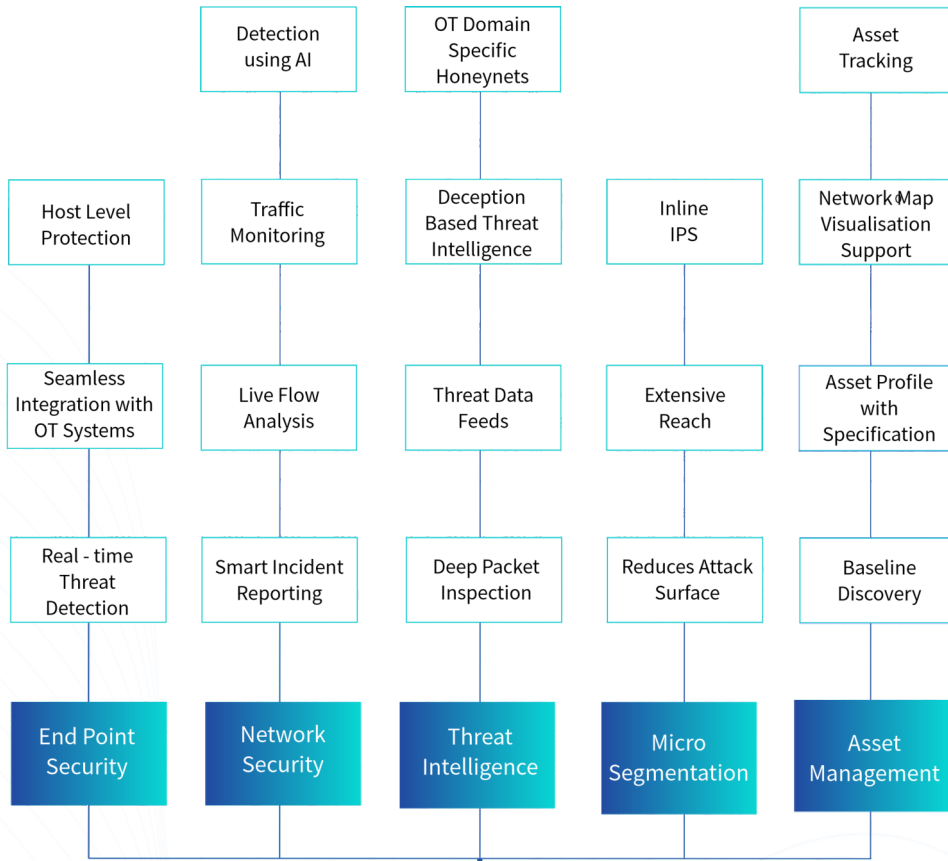 Detection
using AI
OT Domain
Specific
Honeynets
Asset
Tracking
Host Level
Protection
Traffic
Monitoring
Deception
Based Threat
Intelligence
Inline
IPS
Network Map
Visualisation
Support
Seamless
Integration with
OT Systems
Live Flow
Analysis
Threat Data
Feeds
Extensive
Reach
Asset Profile
with
Specification
Real - time
Threat
Detection
Smart Incident
Reporting
Deep Packet
Inspection
Reduces Attack
Surface
Baseline
Discovery
End Point
Security
Network
Security
Threat
Intelligence
Micro
Segmentation
Asset
Management